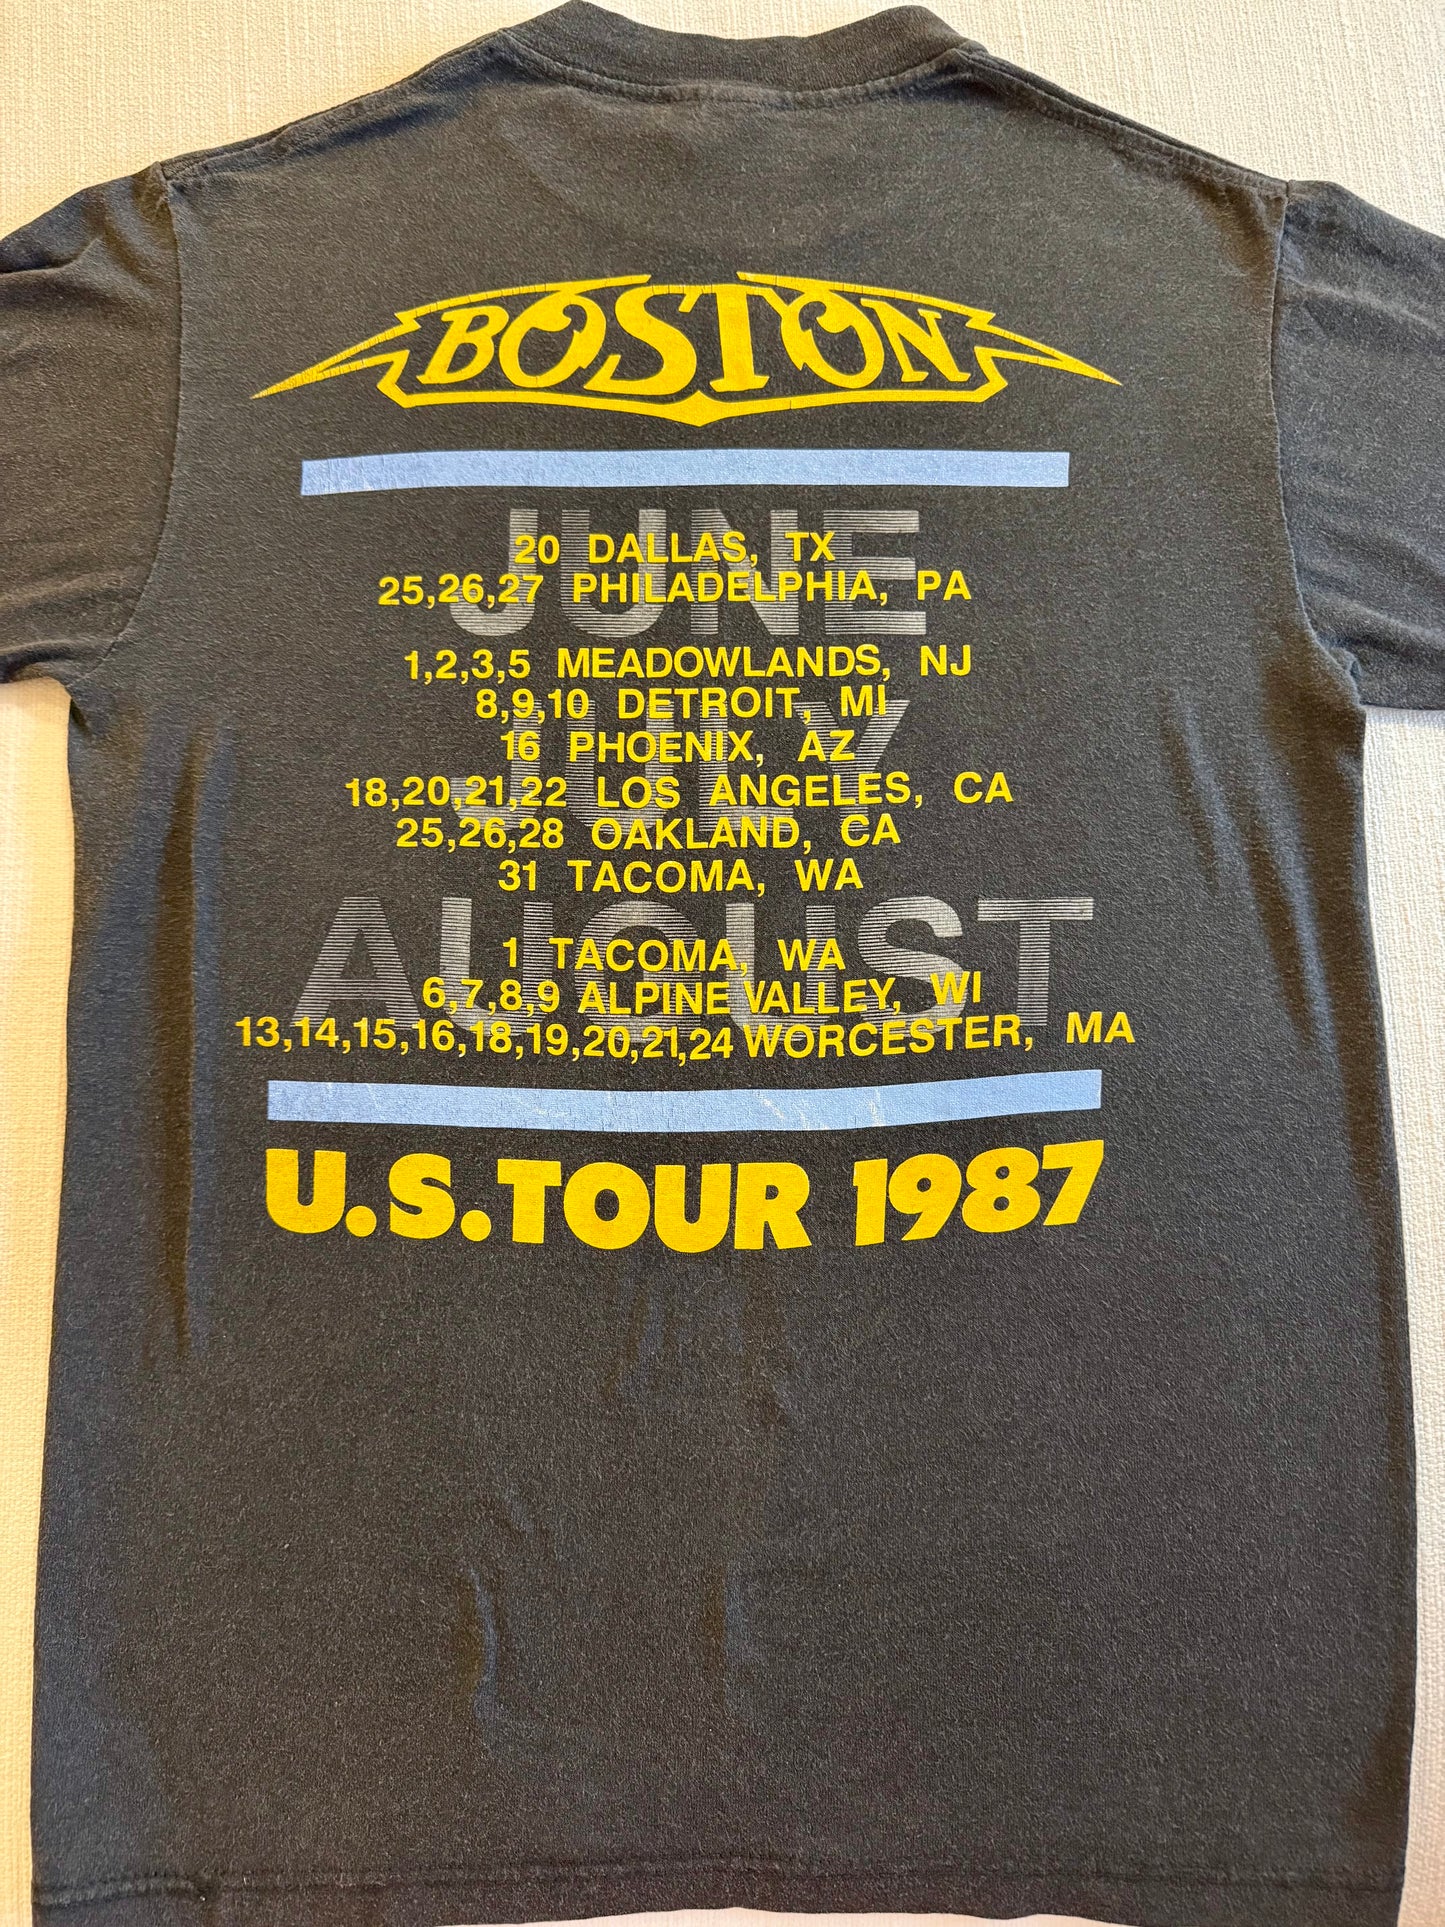 BOSTON
JUNE
20 DALLAS, TX
25,26,27 PHILADELPHIA, PA
JULY
1,2,3,5 MEADOWLANDS, NJ
8,9,10 DETROIT, MI
16 PHOENIX, AZ
18,20,21,22 LOS ANGELES, CA
25,26,28 OAKLAND, CA
31 TACOMA, WA
AUGUST
1 TACOMA, WA
6,7,8,9 ALPINE VALLEY, WI
13,14,15,16,18,19,20,21,24 WORCESTER, MA
U.S.TOUR 1987